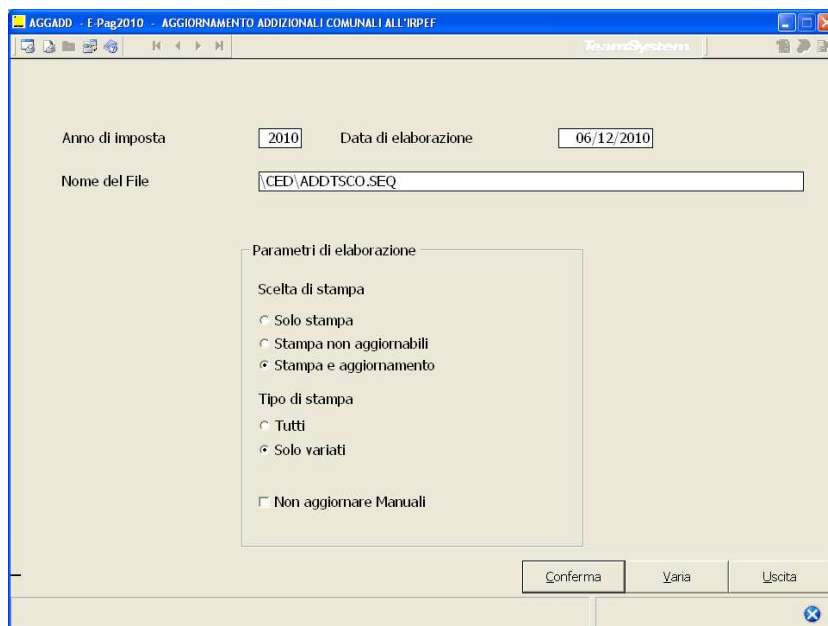 AGGADD - E-Pag2010 - AGGIORNAMENTO ADDIZIONALI COMUNALI ALL'IRPEF
TeamSystem
Anno di imposta 2010 Data di elaborazione 06/12/2010
Nome del File \CED\ADDTSCO.SEQ
Parametri di elaborazione
Scelta di stampa
Solo stampa
Stampa non aggiornabili
Stampa e aggiornamento
Tipo di stampa
Tutti
Solo variati
Non aggiornare Manuali
Conferma Varia Uscita